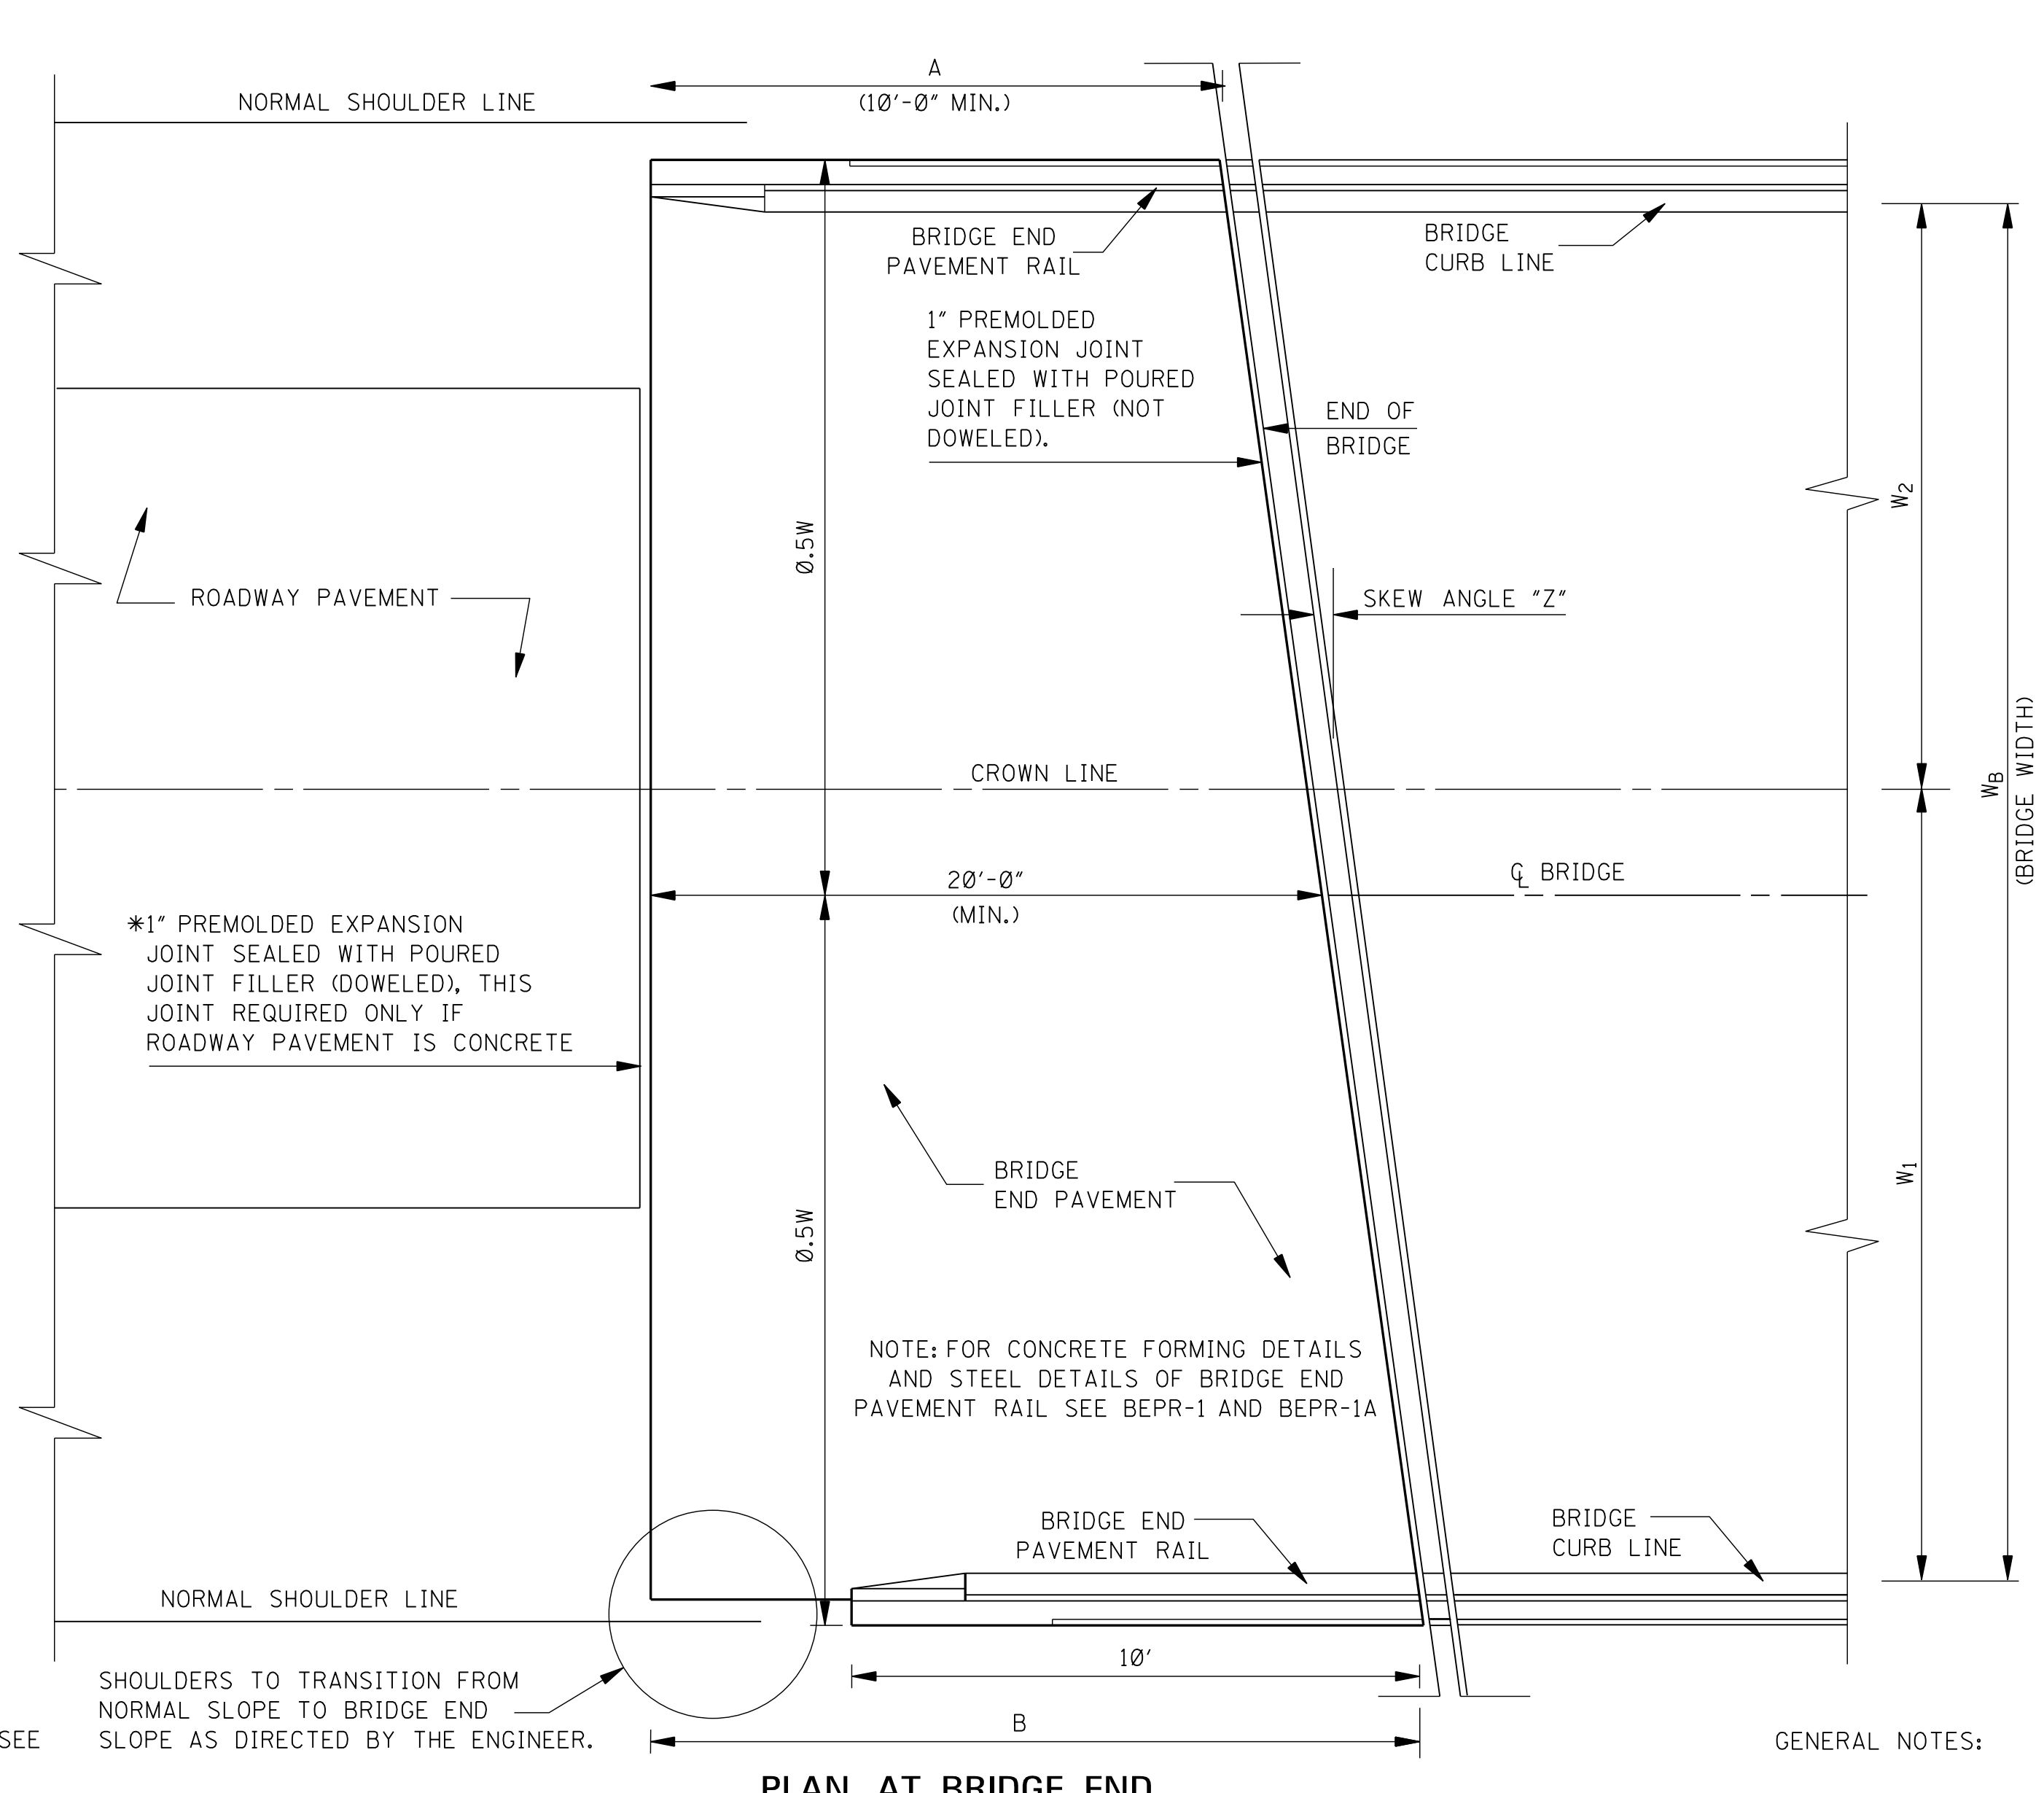 A
(10'-0" MIN.)
NORMAL SHOULDER LINE
BRIDGE END
PAVEMENT RAIL
BRIDGE
CURB LINE
1" PREMOLDED
EXPANSION JOINT
SEALED WITH POURED
JOINT FILLER (NOT
DOWELED).
END OF
BRIDGE
W2
0.5W
ROADWAY PAVEMENT
SKEW ANGLE "Z"
CROWN LINE
WB
(BRIDGE WIDTH)
20'-0"
(MIN.)
CL BRIDGE
*1" PREMOLDED EXPANSION
JOINT SEALED WITH POURED
JOINT FILLER (DOWELED), THIS
JOINT REQUIRED ONLY IF
ROADWAY PAVEMENT IS CONCRETE
BRIDGE
END PAVEMENT
W1
0.5W
NOTE: FOR CONCRETE FORMING DETAILS
AND STEEL DETAILS OF BRIDGE END
PAVEMENT RAIL SEE BEPR-1 AND BEPR-1A
BRIDGE END
PAVEMENT RAIL
BRIDGE
CURB LINE
NORMAL SHOULDER LINE
10'
SHOULDERS TO TRANSITION FROM
NORMAL SLOPE TO BRIDGE END
SLOPE AS DIRECTED BY THE ENGINEER.
SEE
B
GENERAL NOTES:
PLAN AT BRIDGE END